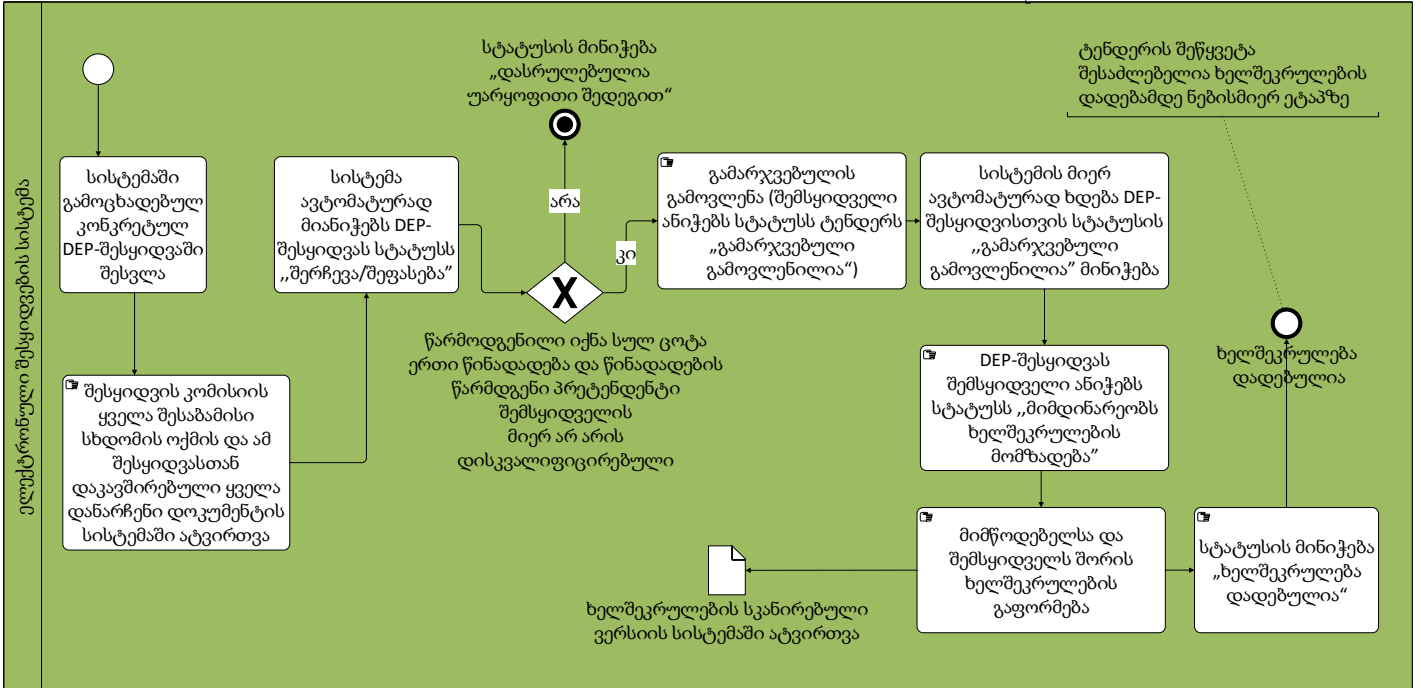 ელექტრონული შესყიდვების სისტემა
სისტემაში
გამოცხადებულ
კონკრეტულ
DEP-შესყიდვაში
შესვლა
შესყიდვის კომისიის
ყველა შესაბამისი
სხდომის ოქმის და ამ
შესყიდვასთან
დაკავშირებული ყველა
დანარჩენი დოკუმენტის
სისტემაში ატვირთვა
სისტემა
ავტომატურად
მიანიჭებს DEP-
შესყიდვას სტატუსს
,,შერჩევა/შეფასება”
სტატუსის მინიჭება
„დასრულებულია
უარყოფითი შედეგით“
არა
კი
წარმოდგენილი იქნა სულ ცოტა
ერთი წინადადება და წინადადების
წარმდგენი პრეტენდენტი
შემსყიდველის
მიერ არ არის
დისკვალიფიცირებული
გამარჯვებულის
გამოვლენა (შემსყიდველი
ანიჭებს სტატუსს ტენდერს
„გამარჯვებული
გამოვლენილია“)
სისტემის მიერ
ავტომატურად ხდება DEP-
შესყიდვისთვის სტატუსის
,,გამარჯვებული
გამოვლენილია” მინიჭება
DEP-შესყიდვას
შემსყიდველი ანიჭებს
სტატუსს ,,მიმდინარეობს
ხელშეკრულების
მომზადება”
მიმწოდებელსა და
შემსყიდველს შორის
ხელშეკრულების
გაფორმება
ხელშეკრულების სკანირებული
ვერსიის სისტემაში ატვირთვა
სტატუსის მინიჭება
„ხელშეკრულება
დადებულია“
ხელშეკრულება
დადებულია
ტენდერის შეწყვეტა
შესაძლებელია ხელშეკრულების
დადებამდე ნებისმიერ ეტაპზე